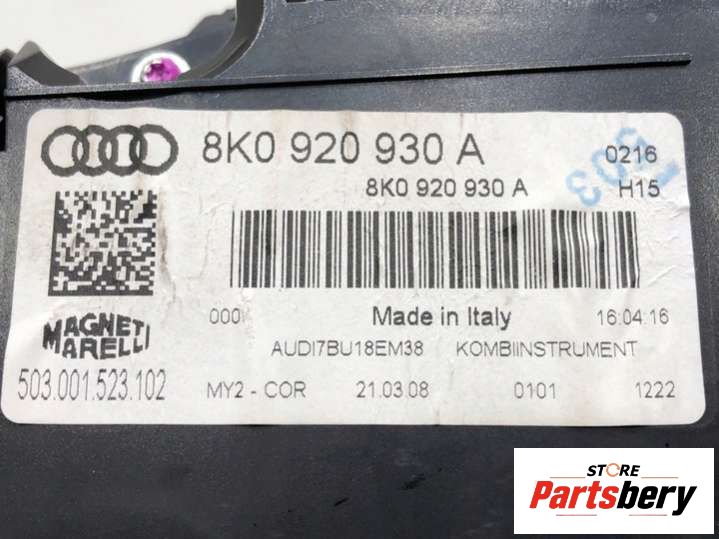 8K0 920 930 A
0216
8K0 920 930 A
H15
000
Made in Italy
16:04:16
MAGNETI MARELLI
AUDI7BU18EM38 KOMBIINSTRUMENT
503.001.523.102
MY2 - COR 21.03.08 0101 1222
STORE
Partsbery